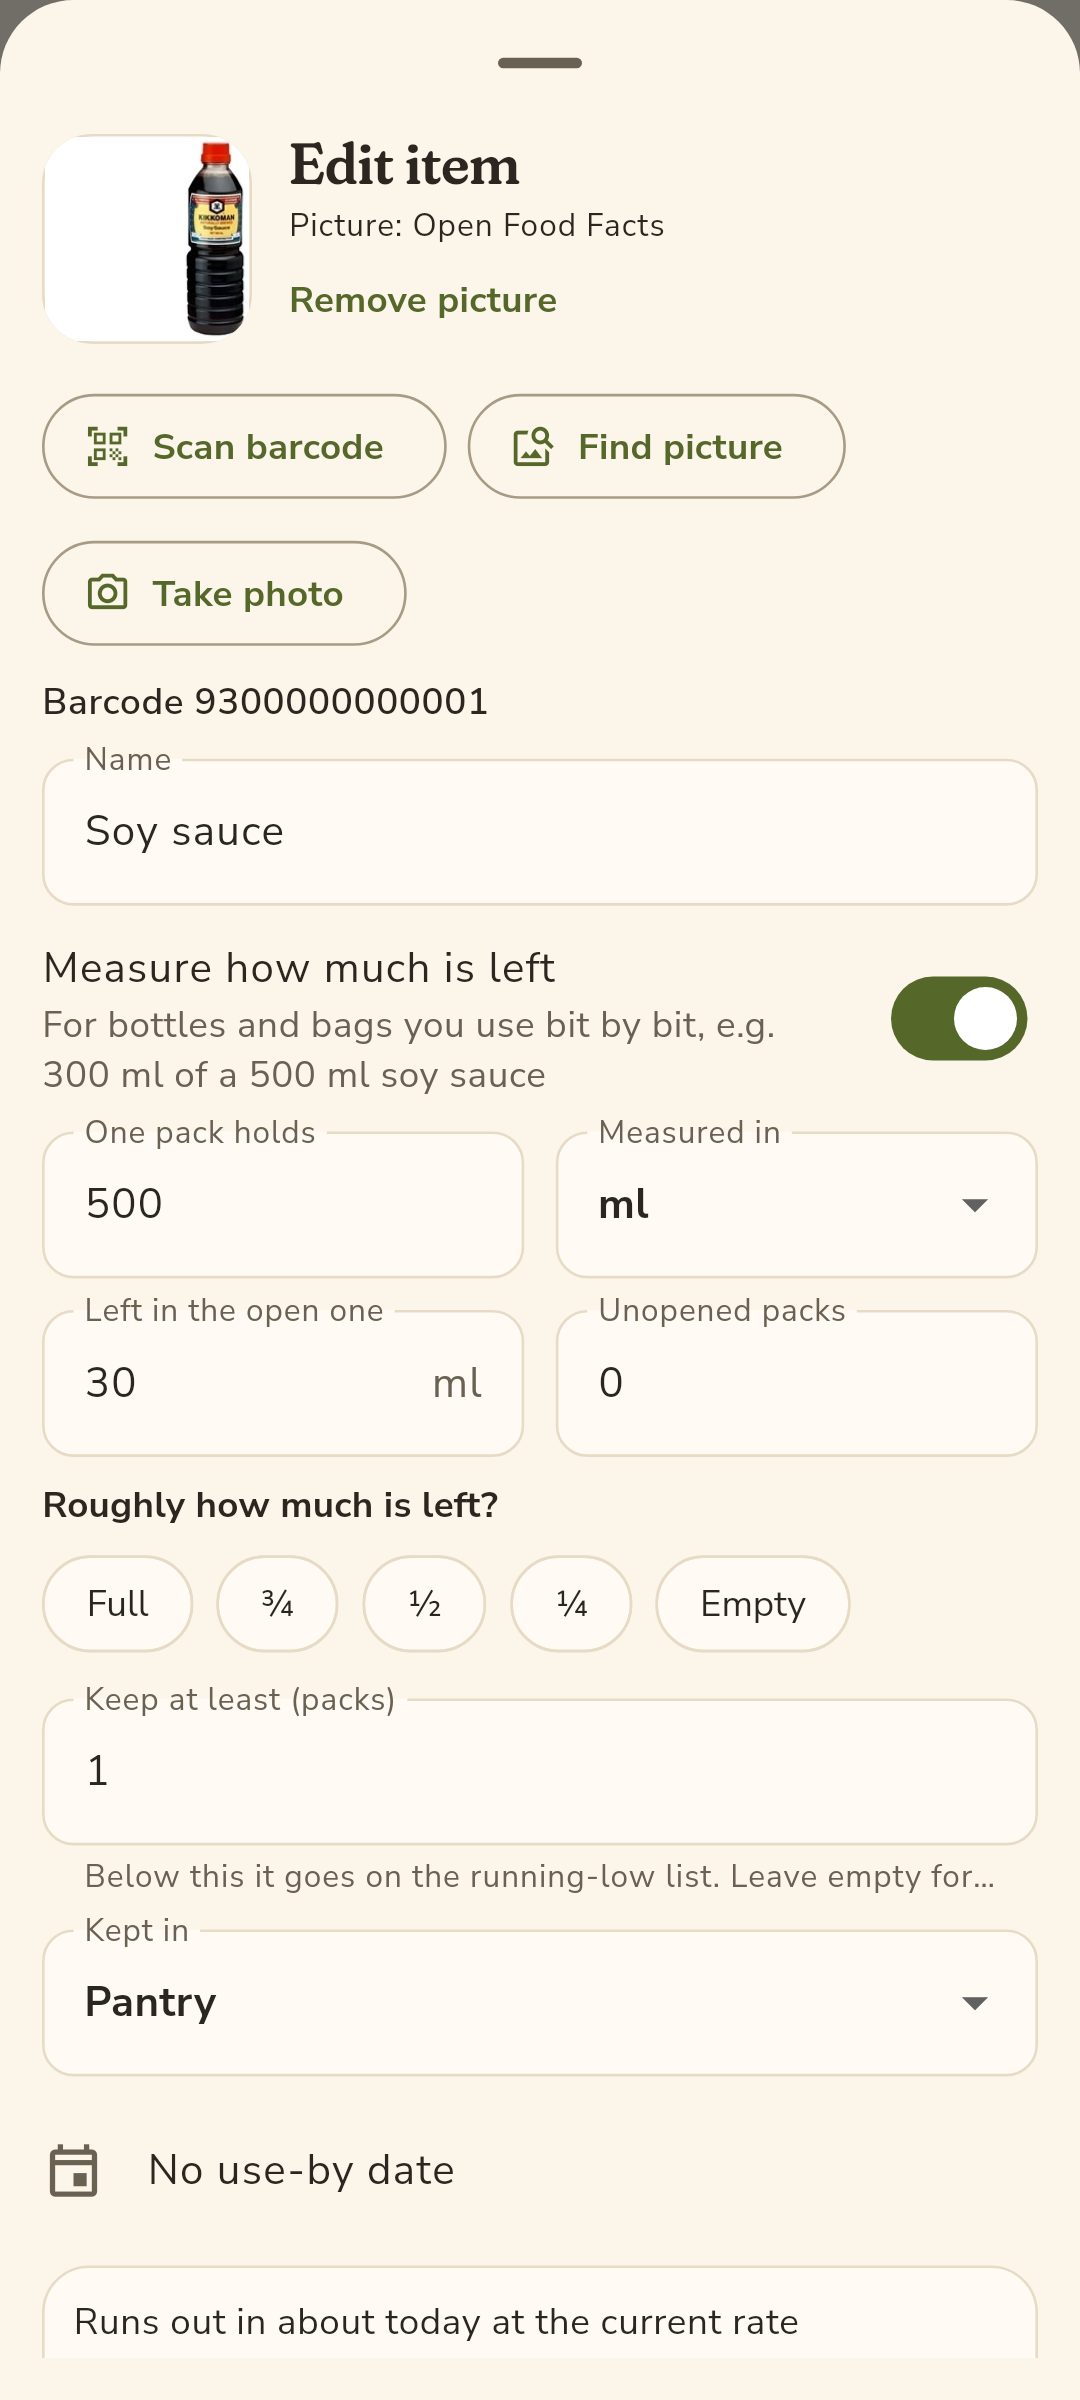 KIKKOMAN
Soy Sauce
Edit item
Picture: Open Food Facts
Remove picture
Scan barcode
Find picture
Take photo
Barcode 9300000000001
Name
Soy sauce
Measure how much is left
For bottles and bags you use bit by bit, e.g.
300 ml of a 500 ml soy sauce
One pack holds
500
Measured in
ml
Left in the open one
30 ml
Unopened packs
0
Roughly how much is left?
Full
¾
½
¼
Empty
Keep at least (packs)
1
Below this it goes on the running-low list. Leave empty for…
Kept in
Pantry
No use-by date
Runs out in about today at the current rate